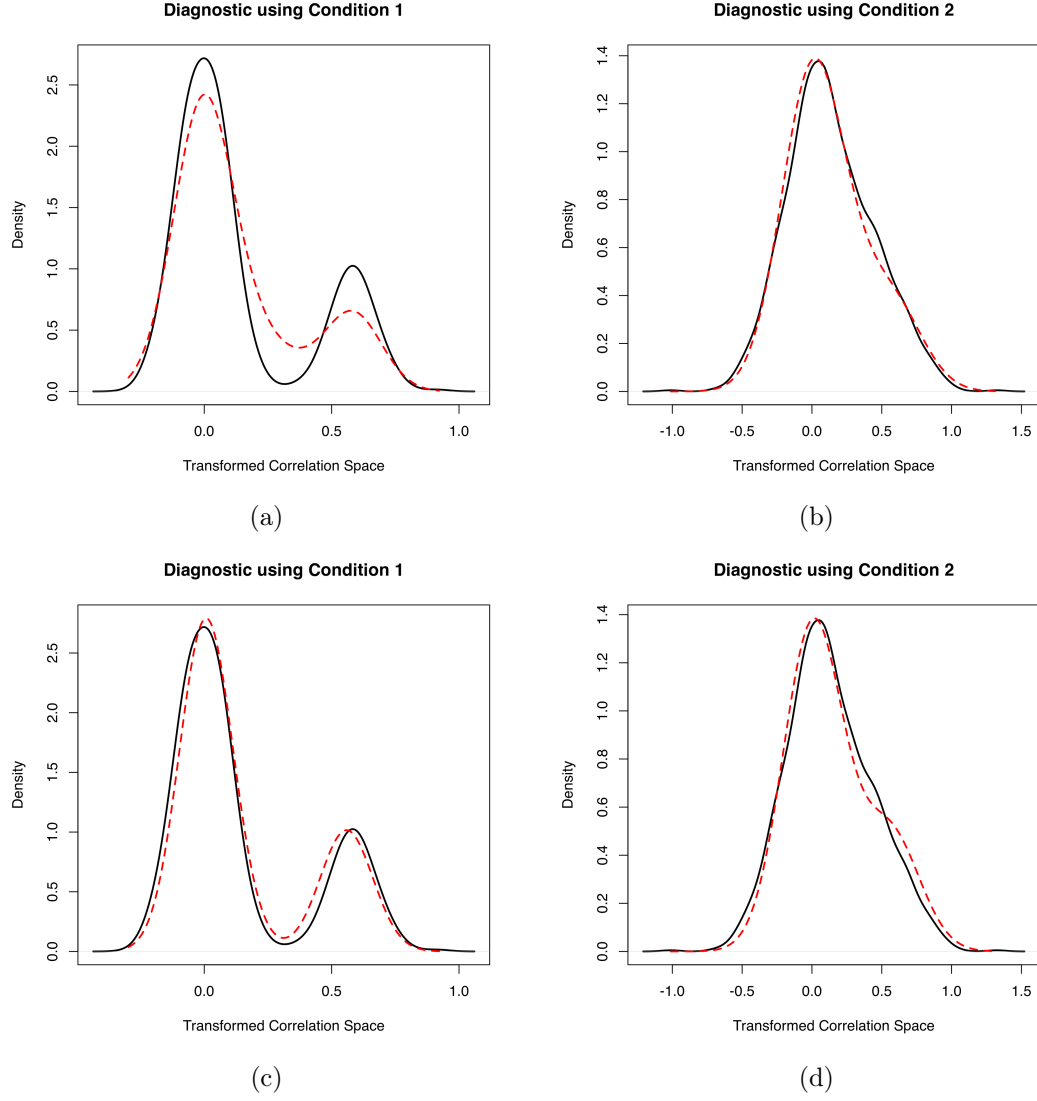 Diagnostic using Condition 1
Density
0.0 0.5 1.0 1.5 2.0 2.5
0.0 0.5 1.0
Transformed Correlation Space
(a)
Diagnostic using Condition 2
Density
0.0 0.2 0.4 0.6 0.8 1.0 1.2 1.4
-1.0 -0.5 0.0 0.5 1.0 1.5
Transformed Correlation Space
(b)
Diagnostic using Condition 1
Density
0.0 0.5 1.0 1.5 2.0 2.5
0.0 0.5 1.0
Transformed Correlation Space
(c)
Diagnostic using Condition 2
Density
0.0 0.2 0.4 0.6 0.8 1.0 1.2 1.4
-1.0 -0.5 0.0 0.5 1.0 1.5
Transformed Correlation Space
(d)